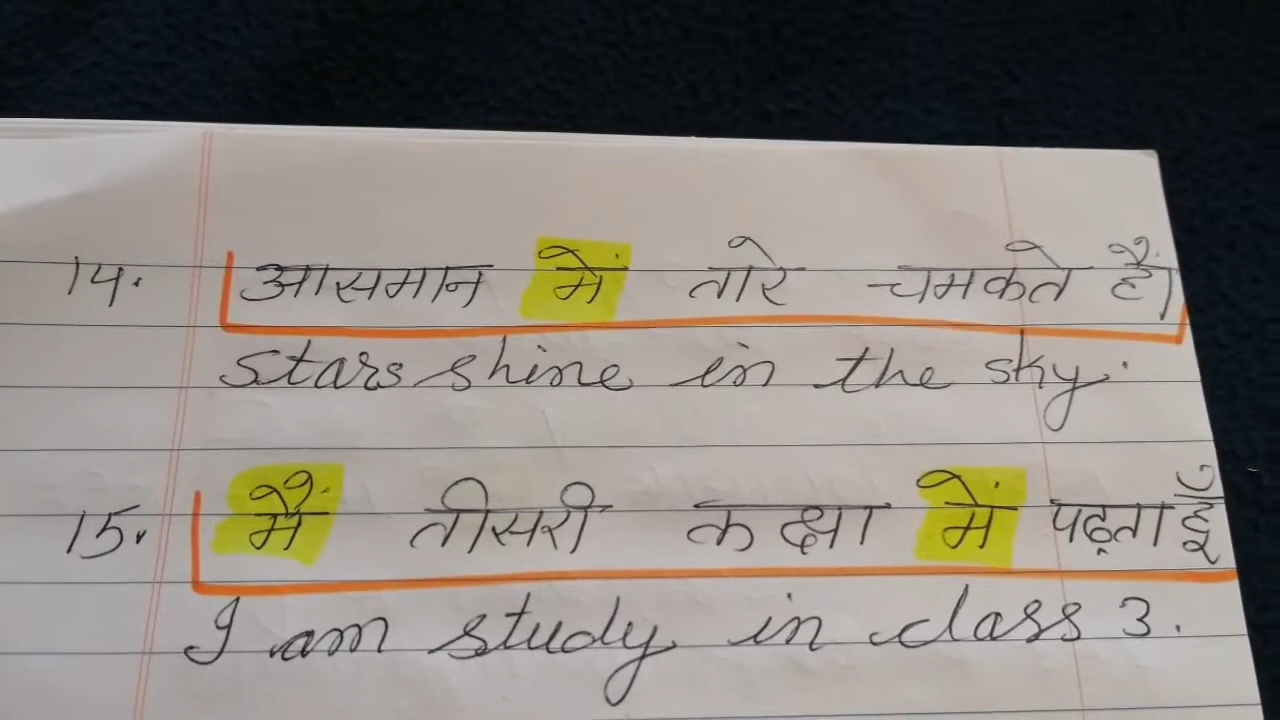 14. आसमान में तारे चमकते हैं।
stars shine in the sky.
15. मैं तीसरी कक्षा में पढ़ता हूँ
I am study in class 3.